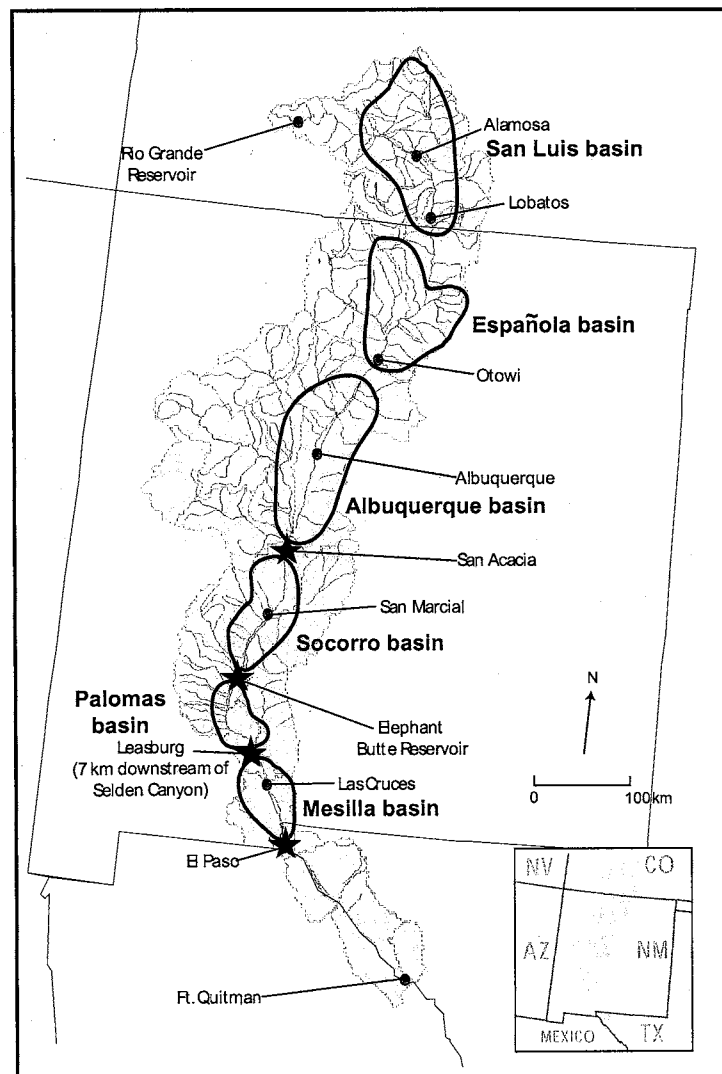 Rio Grande
Reservoir
Alamosa
San Luis basin
Lobatos
Española basin
Otowi
Albuquerque
Albuquerque basin
San Acacia
San Marcial
Socorro basin
Palomas
basin
Elephant
Butte Reservoir
Leasburg
(7 km downstream of
Selden Canyon)
Las Cruces
Mesilla basin
El Paso
Ft. Quitman
N
0
100 km
NV
CO
AZ
NM
MEXICO
TX